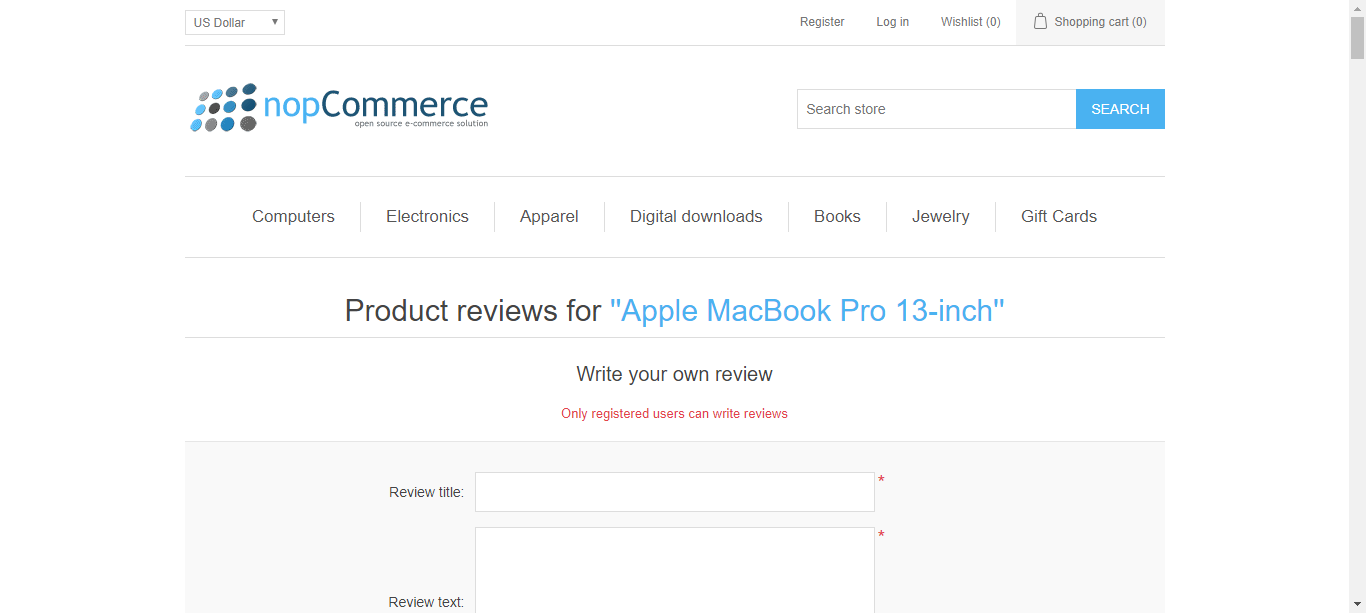 US Dollar
Register Log in Wishlist (0) Shopping cart (0)
nopCommerce
open source e-commerce solution
Search store SEARCH
Computers Electronics Apparel Digital downloads Books Jewelry Gift Cards
Product reviews for "Apple MacBook Pro 13-inch"
Write your own review
Only registered users can write reviews
Review title: *
*
Review text: